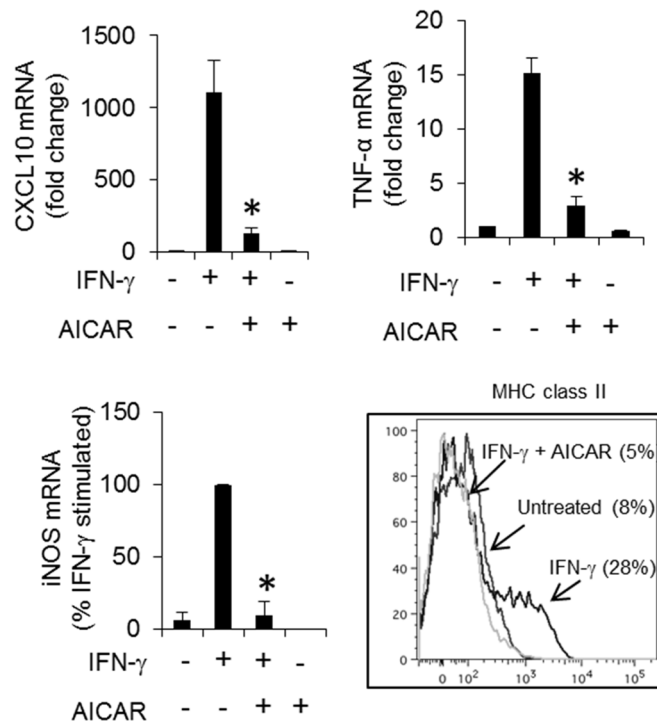 CXCL10 mRNA
(fold change)
1500
1000
500
0
*
IFN-γ - + + -
AICAR - - + +
TNF-α mRNA
(fold change)
20
15
10
5
0
*
IFN-γ - + + -
AICAR - - + +
iNOS mRNA
(% IFN-γ stimulated)
150
100
50
0
*
IFN-γ - + + -
AICAR - - + +
MHC class II
100
80
60
40
20
0
IFN-γ + AICAR (5%
Untreated (8%)
IFN-γ (28%)
0 10² 10³ 10⁴ 10⁵